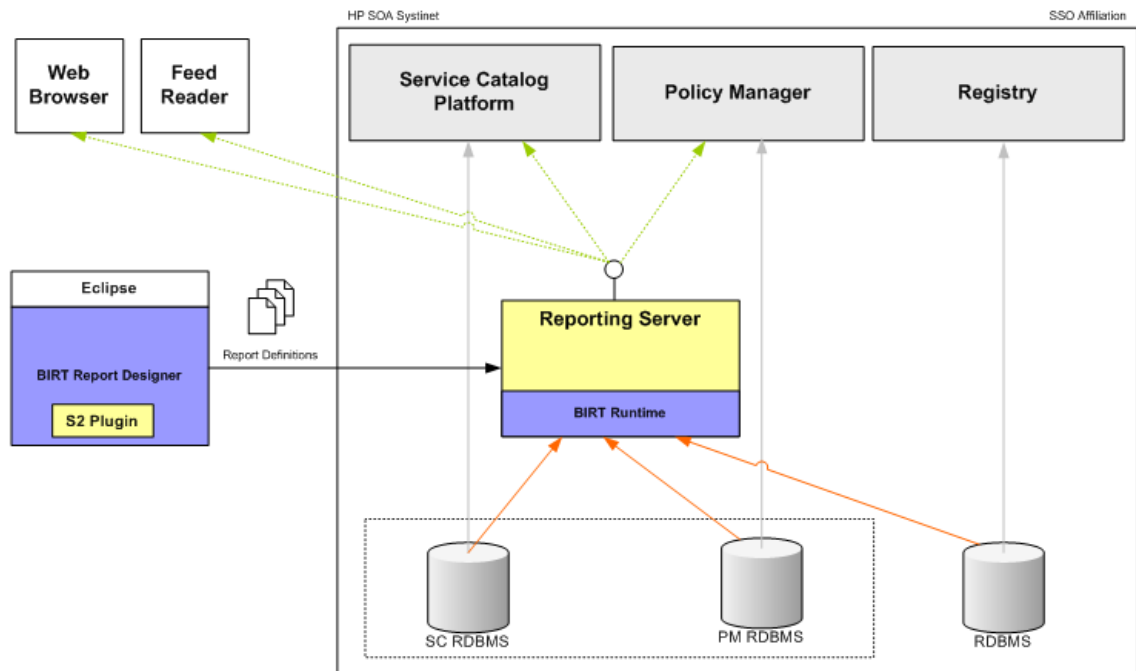 HP SOA Systinet
SSO Affiliation
Web
Browser
Feed
Reader
Service Catalog
Platform
Policy Manager
Registry
Eclipse
BIRT Report Designer
S2 Plugin
Report Definitions
Reporting Server
BIRT Runtime
SC RDBMS
PM RDBMS
RDBMS